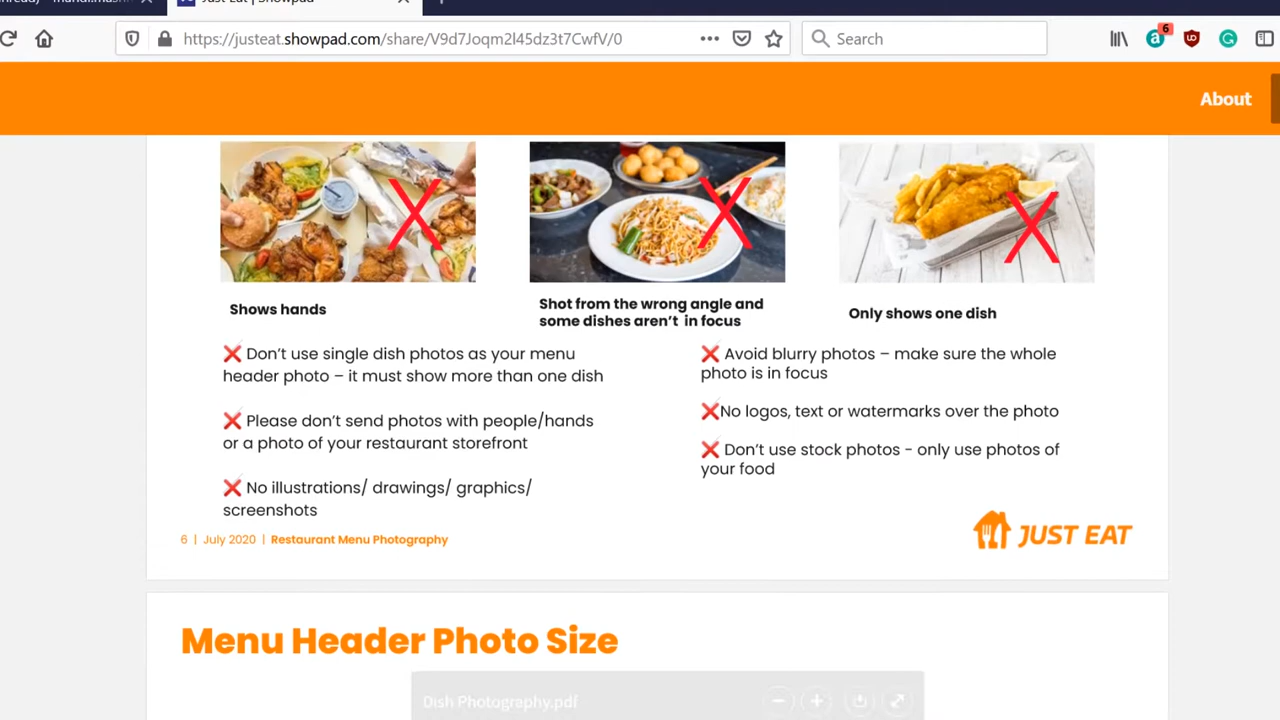 Just Eat | Showpad
https://justeat.showpad.com/share/V9d7Ioqm2l45dz3t7CwfV/0
Search
6
About
Shows hands
Shot from the wrong angle and
some dishes aren't in focus
Only shows one dish
❌ Don't use single dish photos as your menu
header photo – it must show more than one dish
❌ Please don't send photos with people/hands
or a photo of your restaurant storefront
❌ No illustrations/ drawings/ graphics/
screenshots
❌ Avoid blurry photos – make sure the whole
photo is in focus
❌No logos, text or watermarks over the photo
❌ Don't use stock photos - only use photos of
your food
6 | July 2020 | Restaurant Menu Photography
JUST EAT
Menu Header Photo Size
Dish Photography.pdf